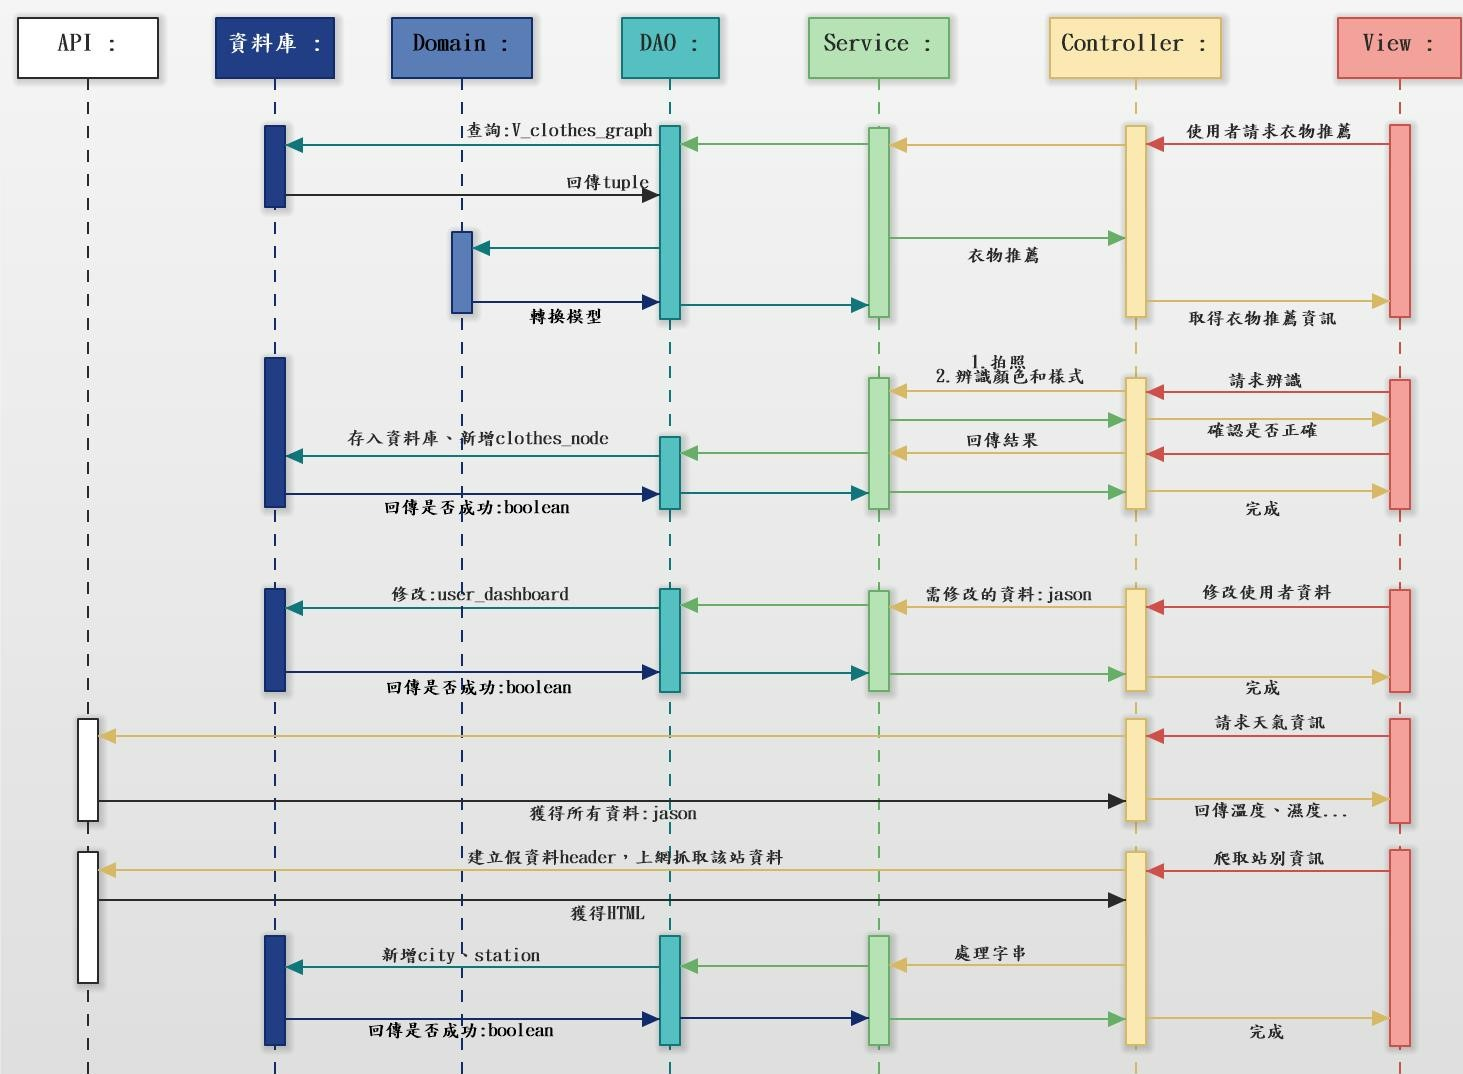 API :
資料庫 :
Domain :
DAO :
Service :
Controller :
View :
查詢:V_clothes_graph
使用者請求衣物推薦
回傳tuple
衣物推薦
轉換模型
取得衣物推薦資訊
1.拍照
2.辨識顏色和樣式
請求辨識
存入資料庫、新增clothes_node
回傳結果
確認是否正確
回傳是否成功:boolean
完成
修改:user_dashboard
需修改的資料:jason
修改使用者資料
回傳是否成功:boolean
完成
請求天氣資訊
獲得所有資料:jason
回傳溫度、濕度...
建立假資料header，上網抓取該站資料
爬取站別資訊
獲得HTML
新增city、station
處理字串
回傳是否成功:boolean
完成